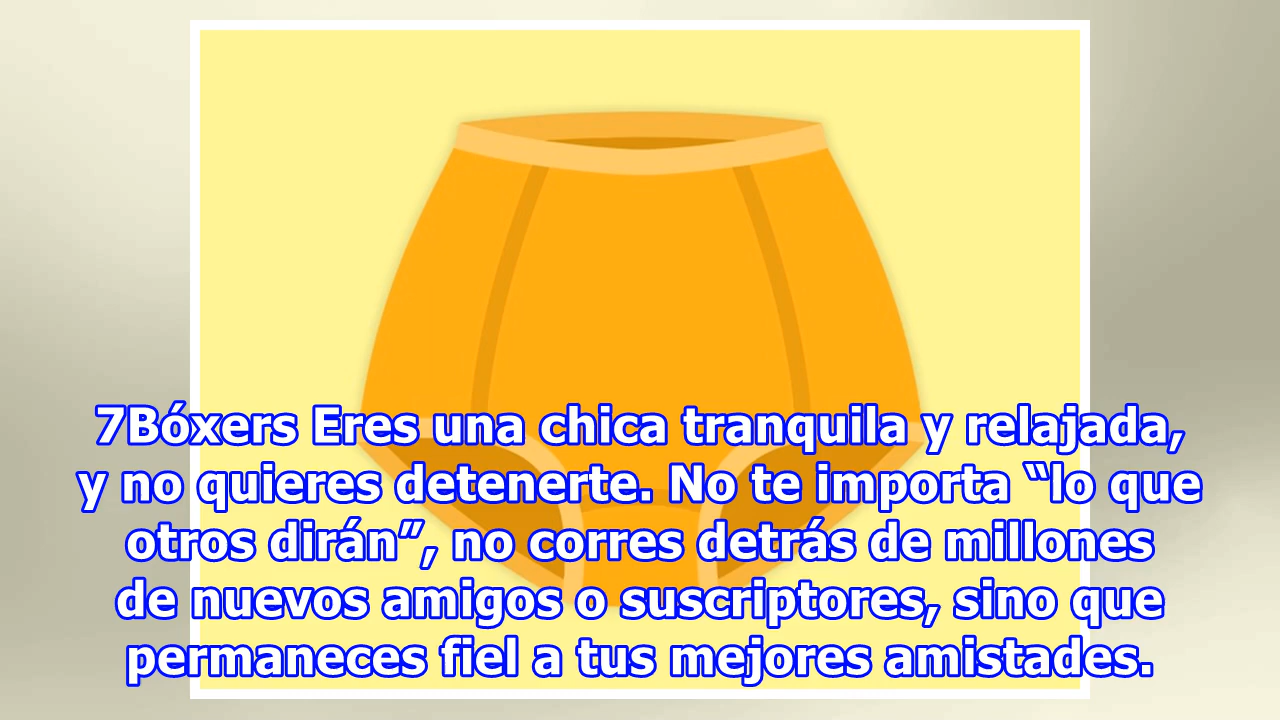 7Bóxers Eres una chica tranquila y relajada,
y no quieres detenerte. No te importa “lo que
otros dirán”, no corres detrás de millones
de nuevos amigos o suscriptores, sino que
permaneces fiel a tus mejores amistades.